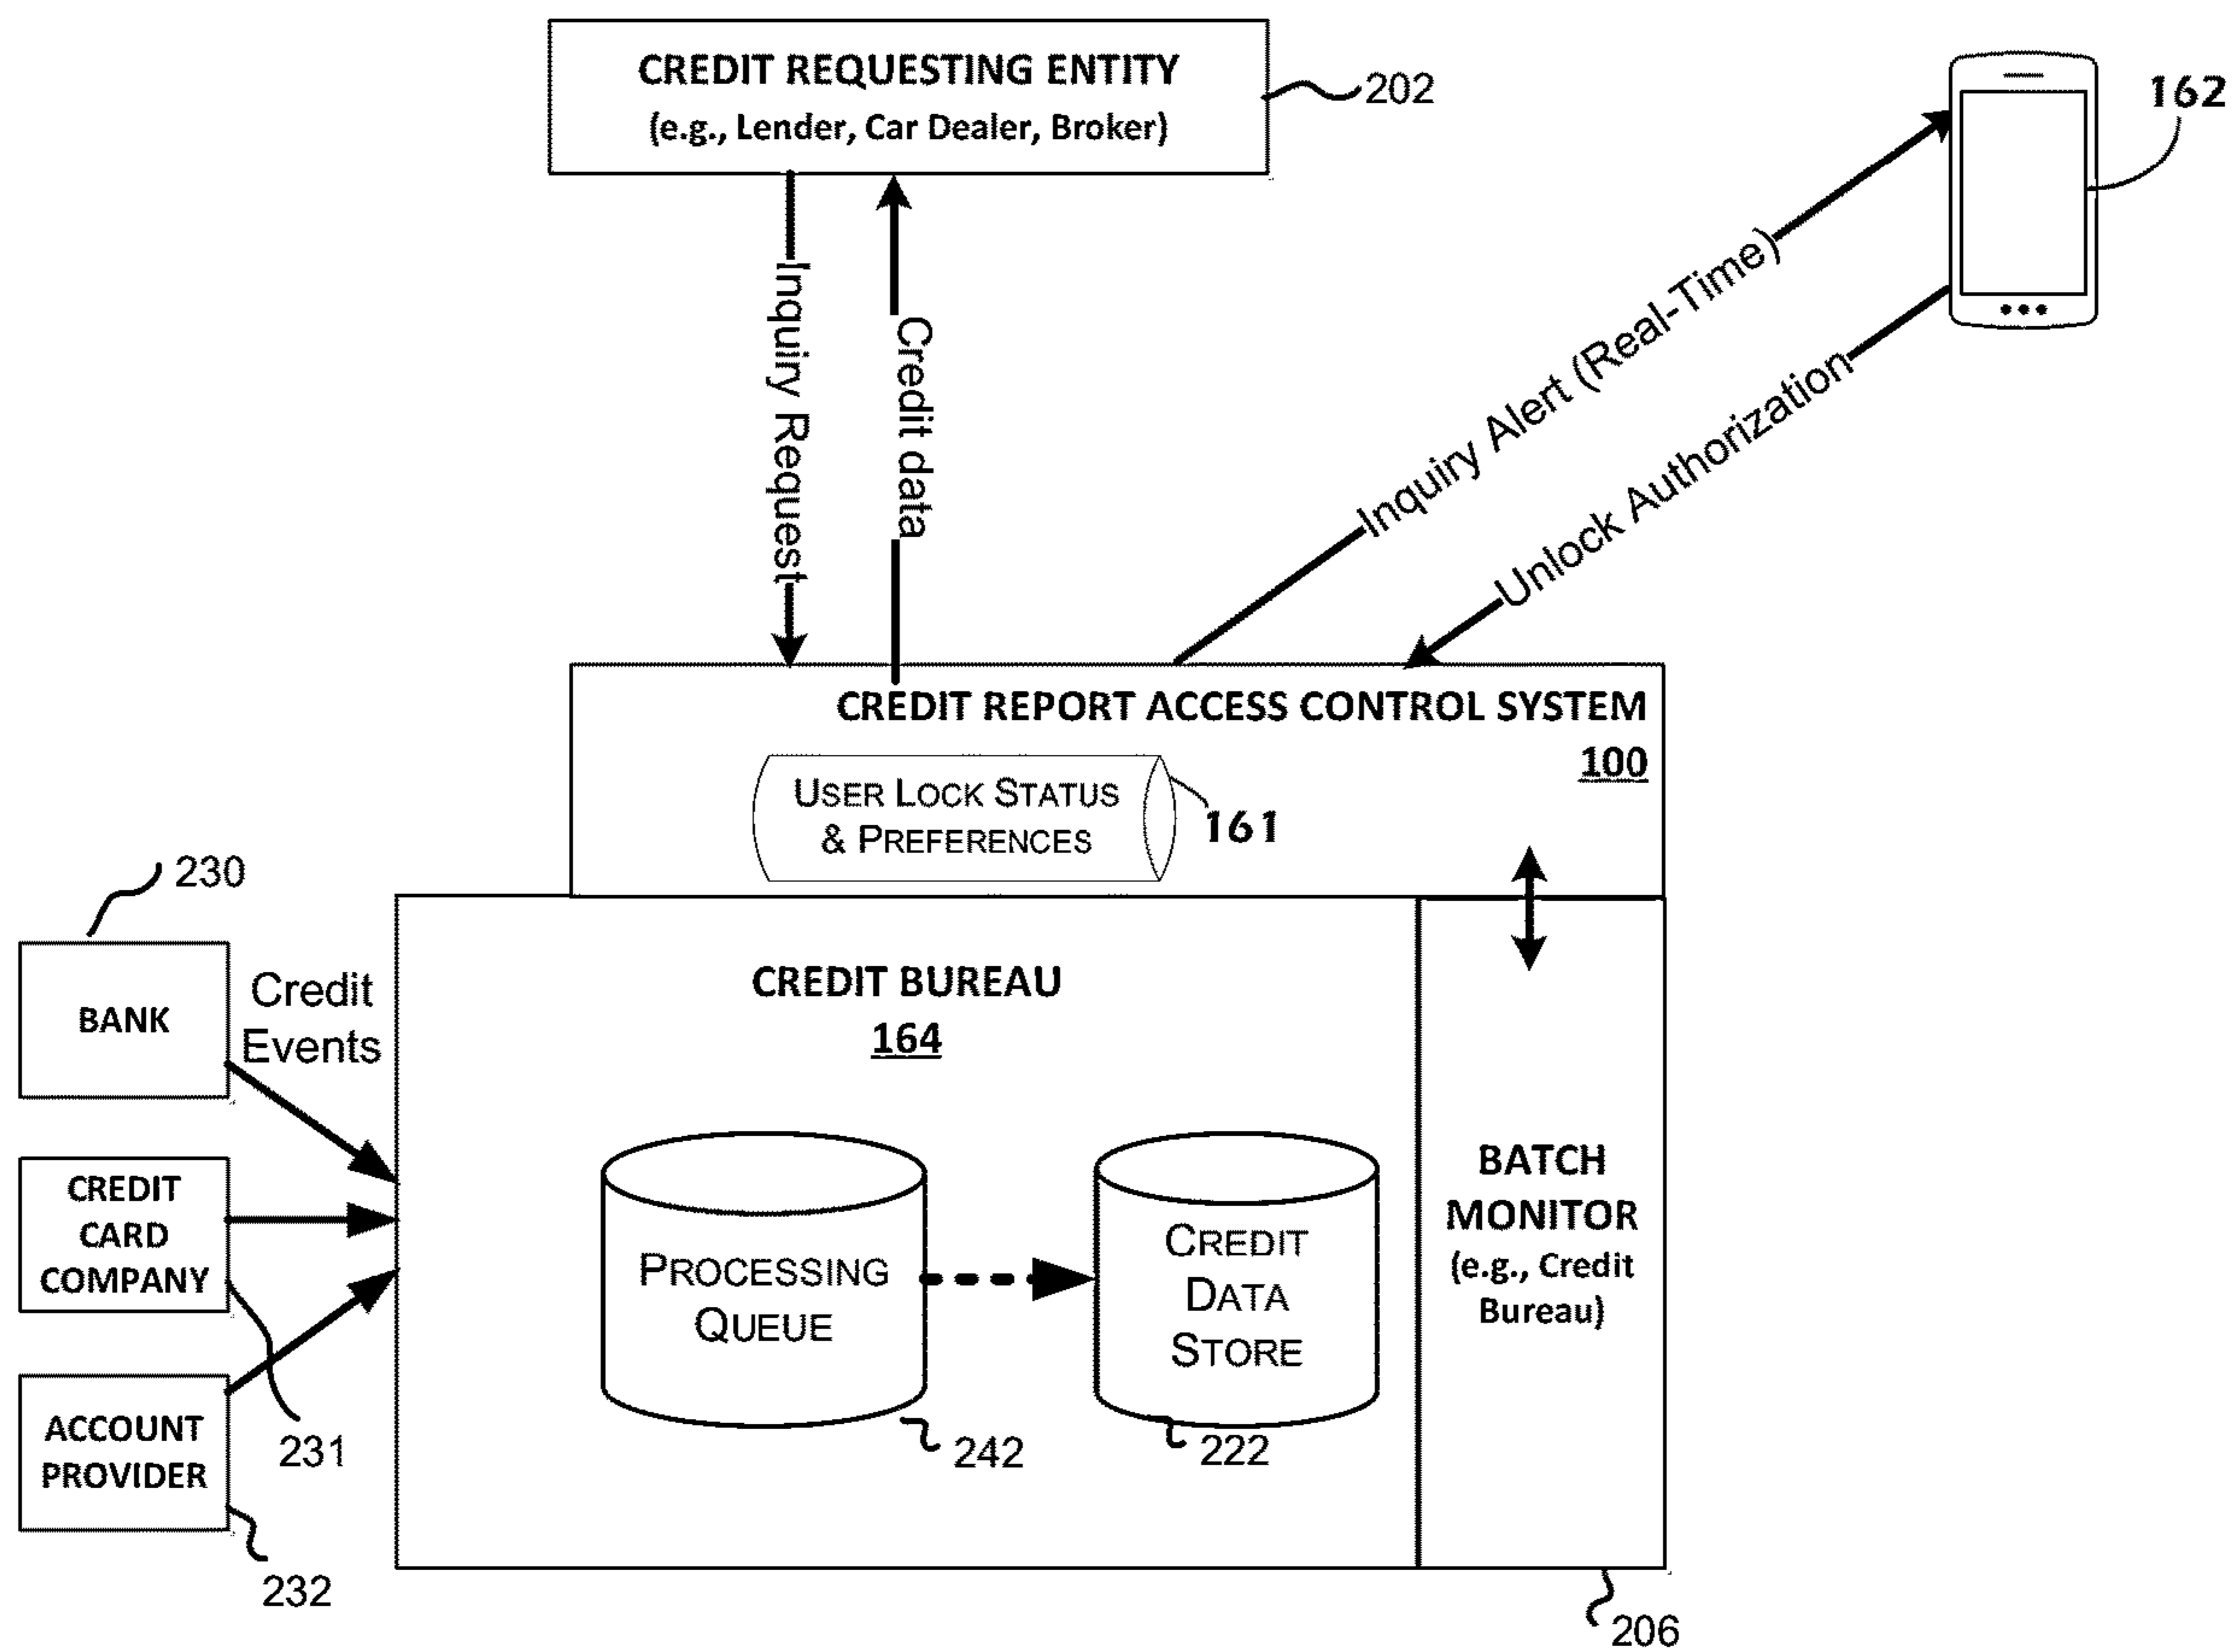 CREDIT REQUESTING ENTITY
(e.g., Lender, Car Dealer, Broker)
202
162
Inquiry Request
Credit data
Inquiry Alert (Real-Time)
Unlock Authorization
CREDIT REPORT ACCESS CONTROL SYSTEM
100
USER LOCK STATUS
& PREFERENCES
161
230
BANK
Credit
Events
CREDIT
CARD
COMPANY
231
ACCOUNT
PROVIDER
232
CREDIT BUREAU
164
PROCESSING
QUEUE
242
CREDIT
DATA
STORE
222
BATCH
MONITOR
(e.g., Credit
Bureau)
206